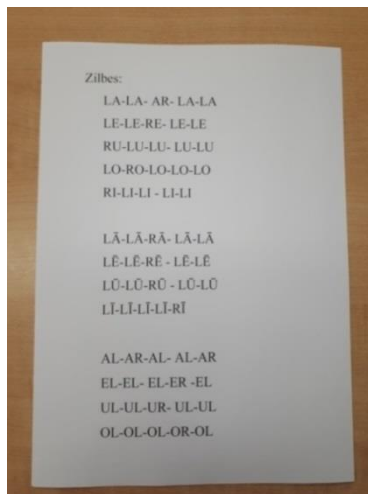 Zilbes:
LA-LA- AR- LA-LA
LE-LE-RE- LE-LE
RU-LU-LU- LU-LU
LO-RO-LO-LO-LO
RI-LI-LI - LI-LI
LĀ-LĀ-RĀ- LĀ-LĀ
LĒ-LĒ-RĒ - LĒ-LĒ
LŪ-LŪ-RŪ - LŪ-LŪ
LĪ-LĪ-LĪ-LĪ-RĪ
AL-AR-AL- AL-AR
EL-EL- EL-ER -EL
UL-UL-UR- UL-UL
OL-OL-OL-OR-OL